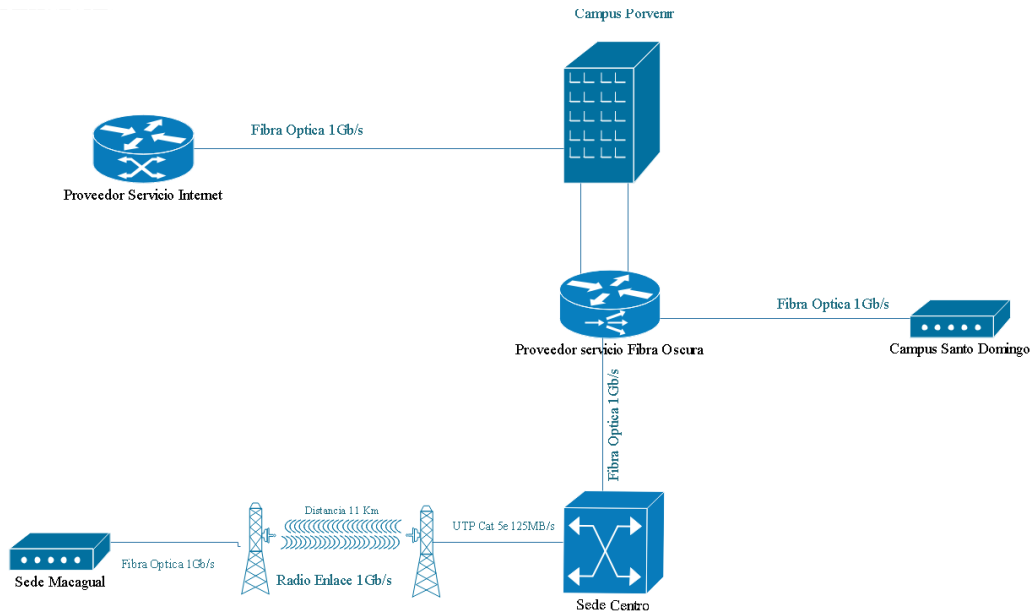 Campus Porvenir
Fibra Optica 1Gb/s
Proveedor Servicio Internet
Fibra Optica 1Gb/s
Proveedor servicio Fibra Oscura
Campus Santo Domingo
Fibra Optica 1Gb/s
Distancia 11 Km
UTP Cat 5e 125MB/s
Fibra Optica 1Gb/s
Radio Enlace 1Gb/s
Sede Macagual
Sede Centro